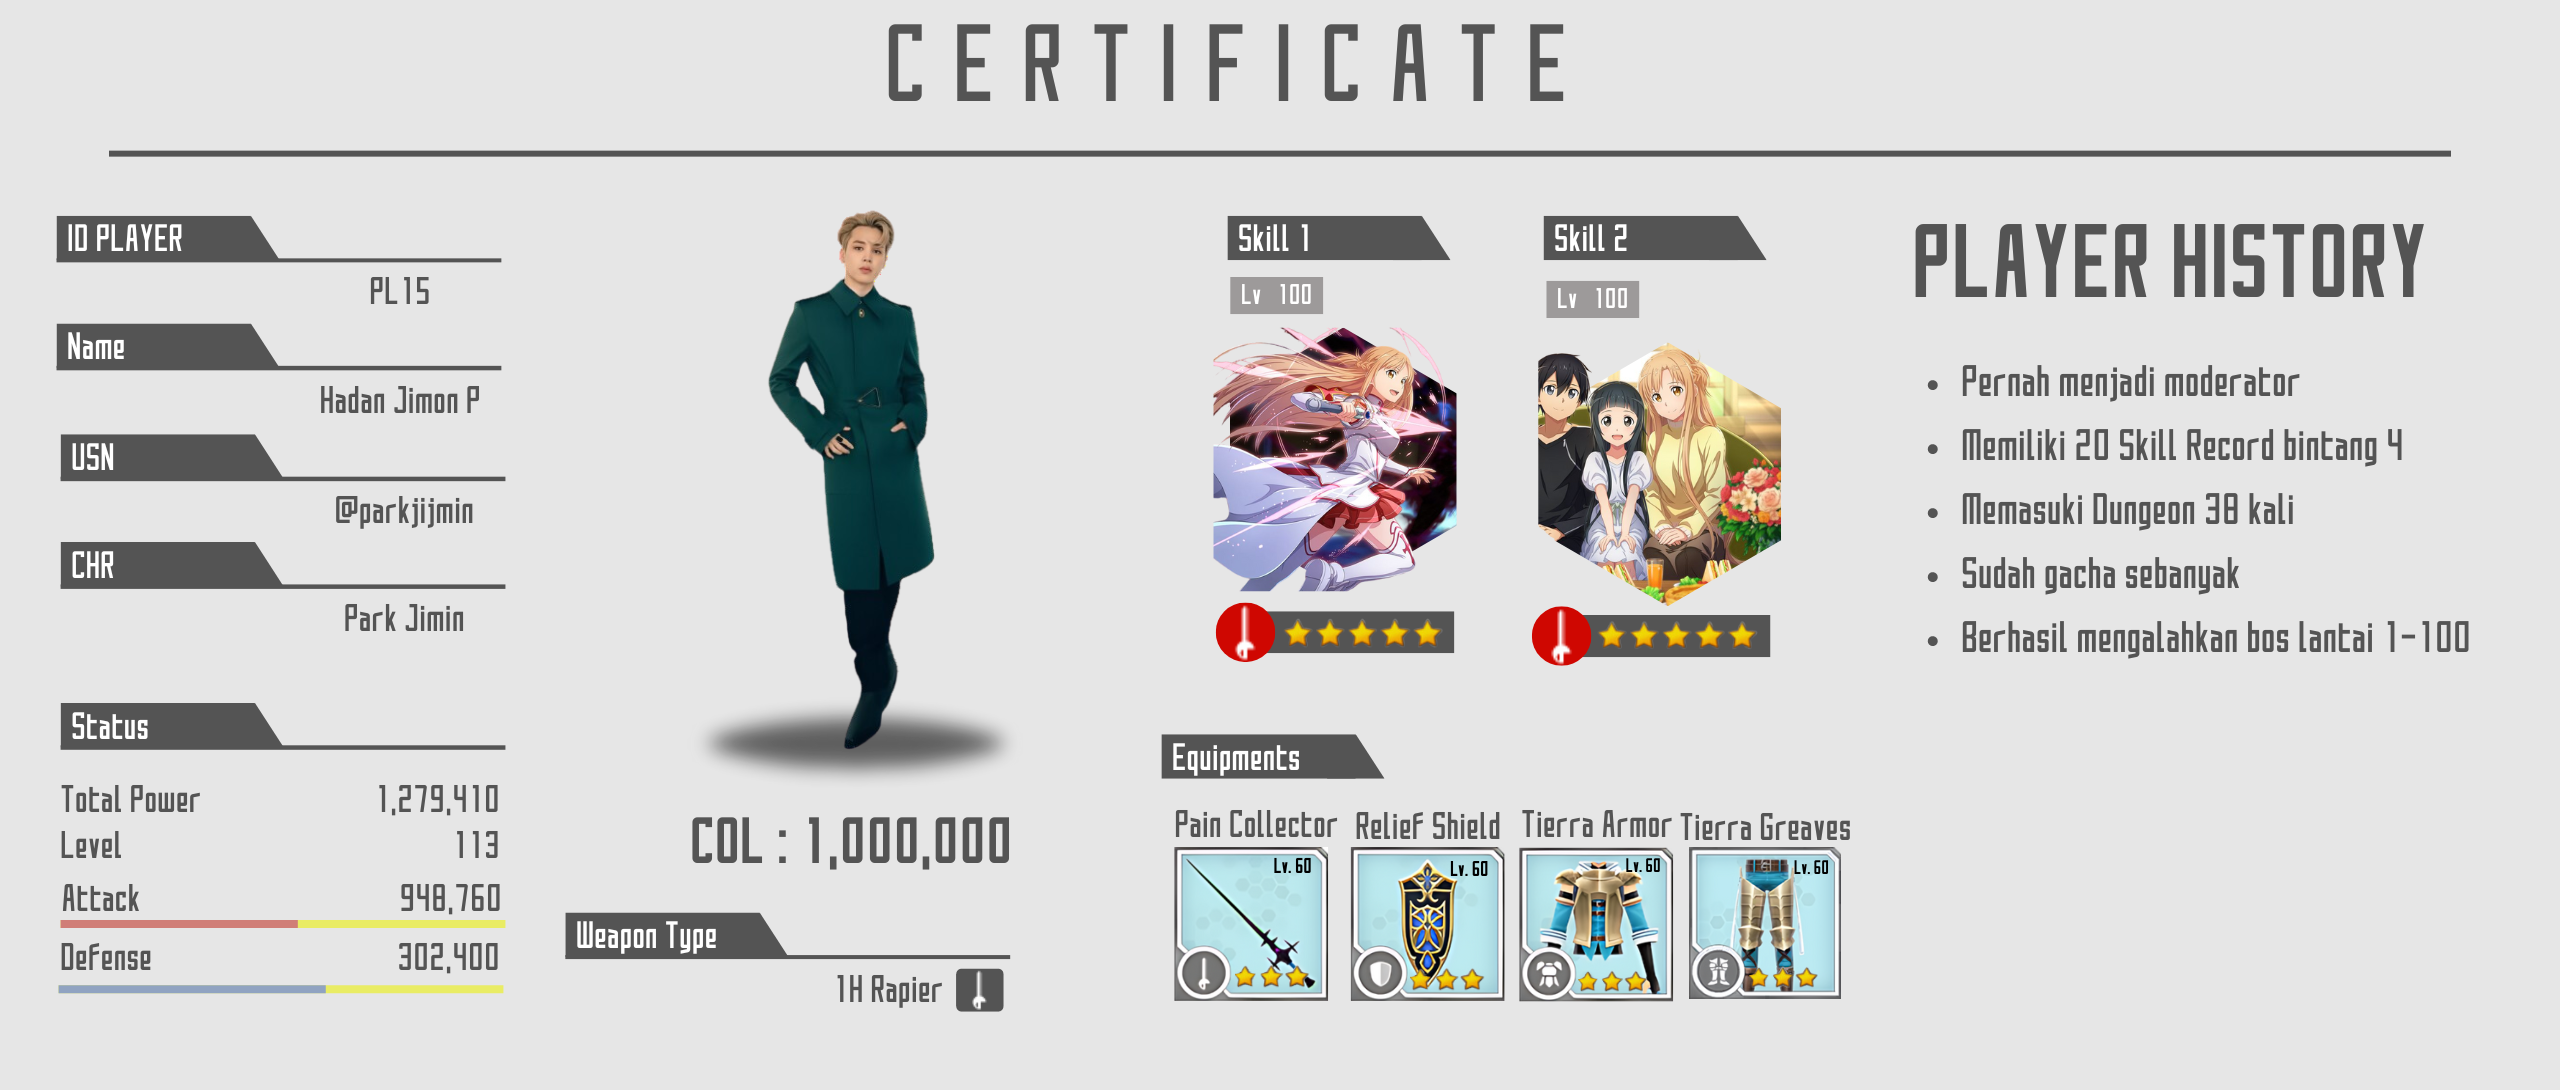 CERTIFICATE
ID PLAYER
PL15
Name
Hadan Jimon P
USN
@parkjijmin
CHR
Park Jimin
Status
Total Power 1,279,410
Level 113
Attack 948,760
Defense 302,400
COL : 1,000,000
Weapon Type
1H Rapier
Skill 1
Lv 100
Skill 2
Lv 100
Equipments
Pain Collector
Lv. 60
Relief Shield
Lv. 60
Tierra Armor
Lv. 60
Tierra Greaves
Lv. 60
PLAYER HISTORY
• Pernah menjadi moderator
• Memiliki 20 Skill Record bintang 4
• Memasuki Dungeon 38 kali
• Sudah gacha sebanyak
• Berhasil mengalahkan bos lantai 1-100